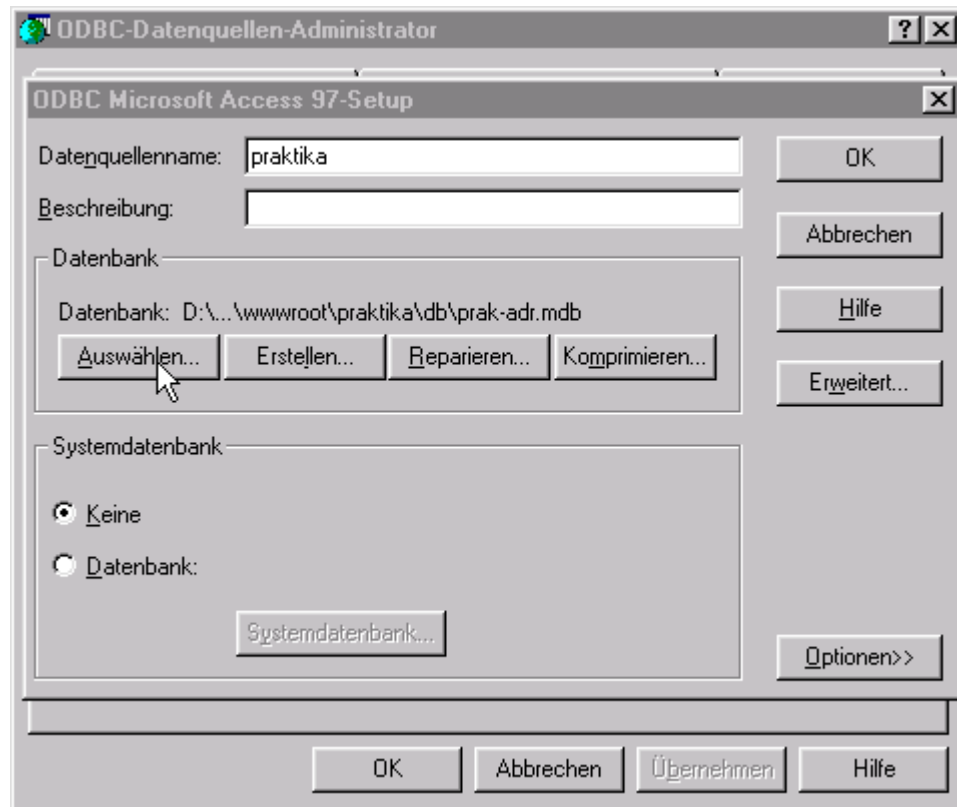 ODBC-Datenquellen-Administrator
ODBC Microsoft Access 97-Setup
Datenquellenname: praktika
OK
Beschreibung:
Abbrechen
Datenbank
Datenbank: D:\...\wwwroot\praktika\db\prak-adr.mdb
Hilfe
Auswählen... Erstellen... Reparieren... Komprimieren...
Erweitert...
Systemdatenbank
Keine
Datenbank:
Systemdatenbank...
Optionen>>
OK Abbrechen Übernehmen Hilfe